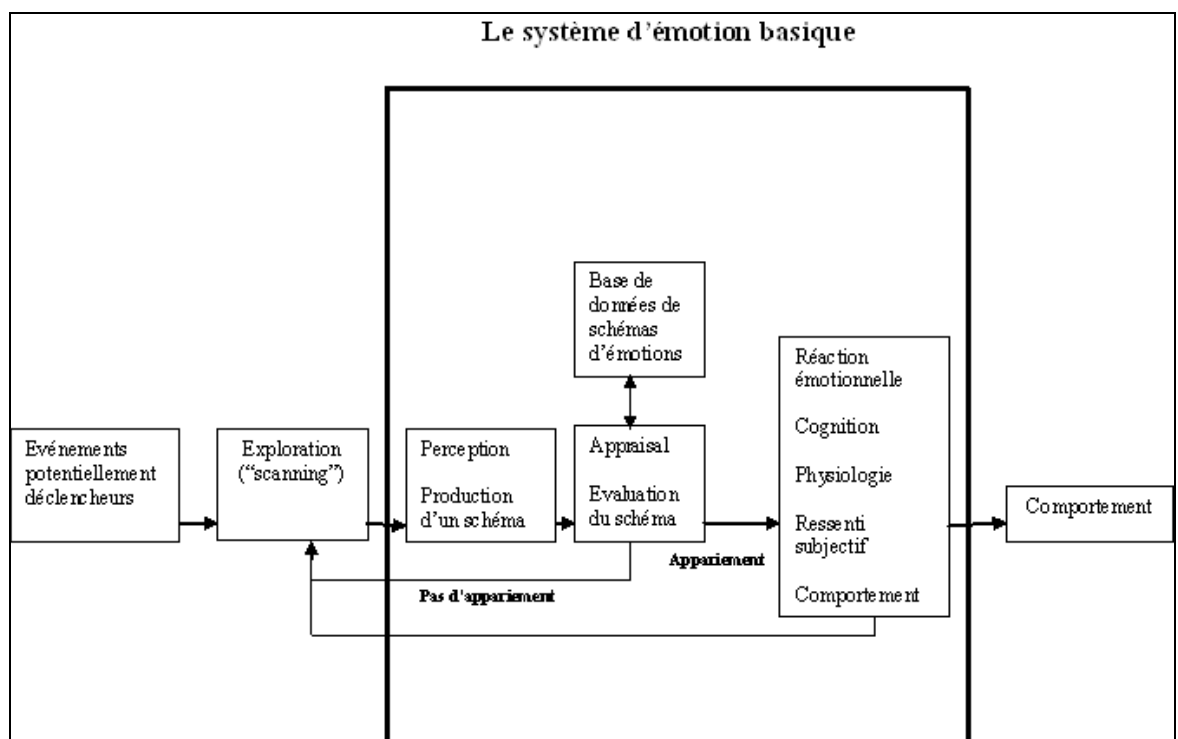 Le système d'émotion basique
Base de
données de
schémas
d'émotions
Evénements
potentiellement
déclencheurs
Exploration
("scanning")
Perception
Production
d'un schéma
Appraisal
Evaluation
du schéma
Réaction
émotionnelle
Cognition
Physiologie
Ressenti
subjectif
Comportement
Comportement
Appariement
Pas d'appariement